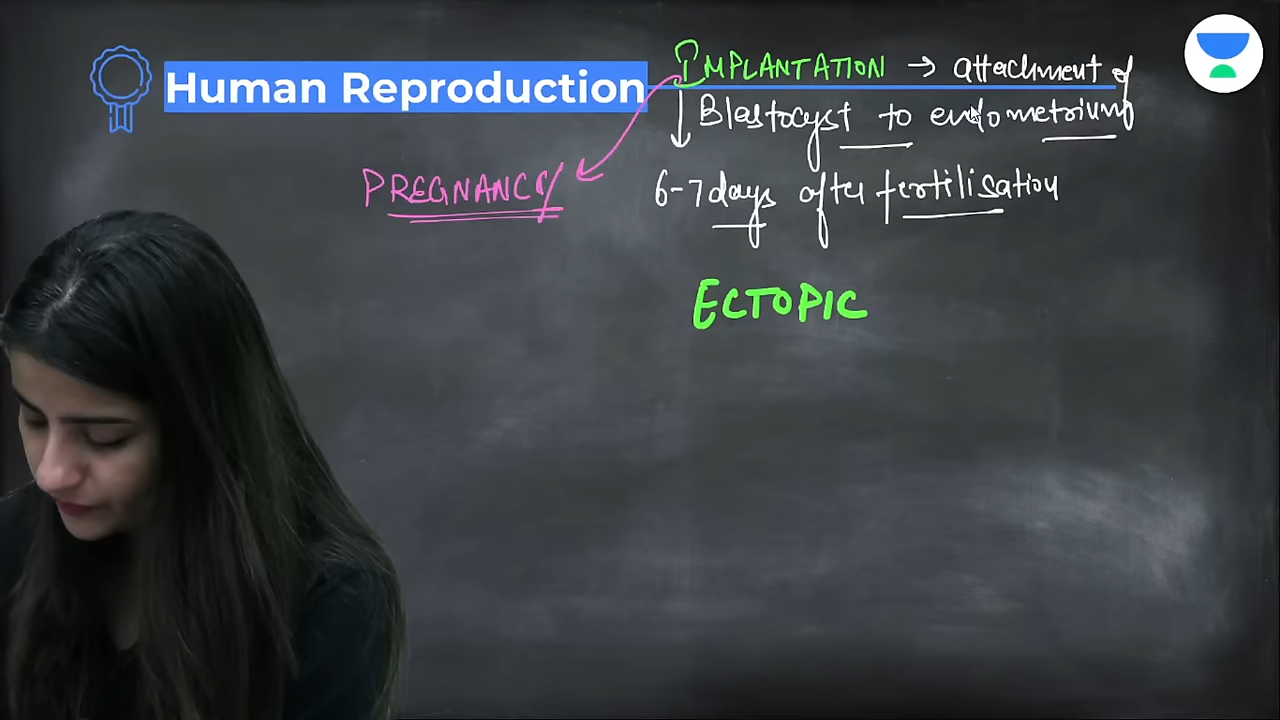 Human Reproduction
IMPLANTATION → attachment of
Blastocyst to endometrium
PREGNANCY
6-7 days after fertilisation
ECTOPIC